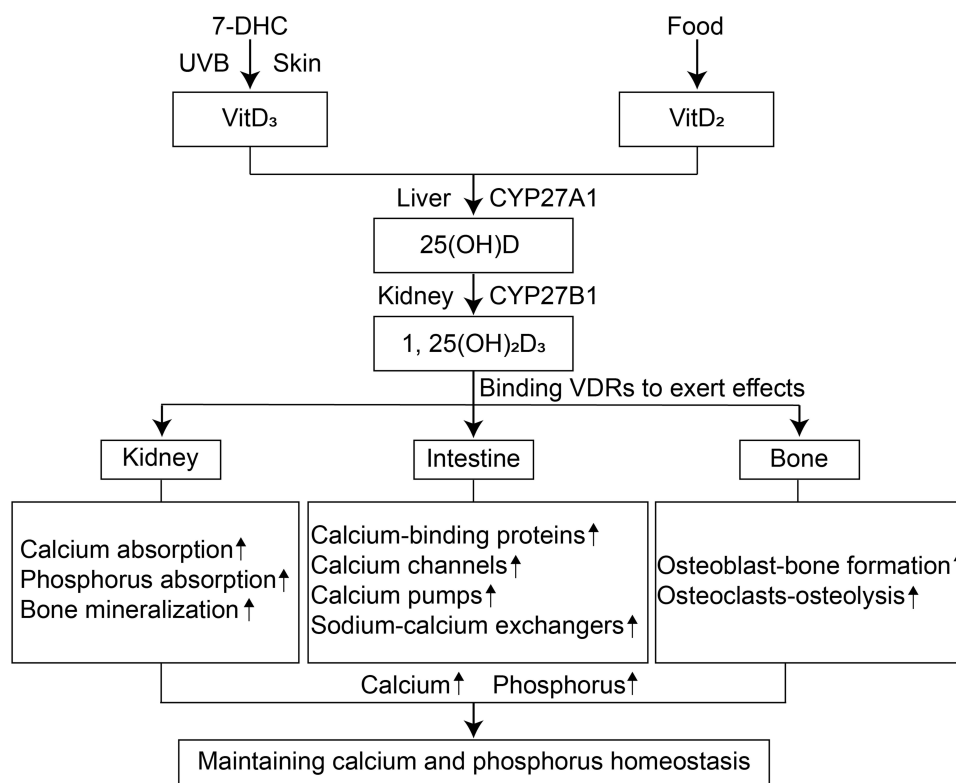 7-DHC
Food
UVB Skin
VitD₃
VitD₂
Liver CYP27A1
25(OH)D
Kidney CYP27B1
1, 25(OH)₂D₃
Binding VDRs to exert effects
Kidney
Intestine
Bone
Calcium absorption↑
Phosphorus absorption↑
Bone mineralization↑
Calcium-binding proteins↑
Calcium channels↑
Calcium pumps↑
Sodium-calcium exchangers↑
Osteoblast-bone formation↑
Osteoclasts-osteolysis↑
Calcium↑ Phosphorus↑
Maintaining calcium and phosphorus homeostasis